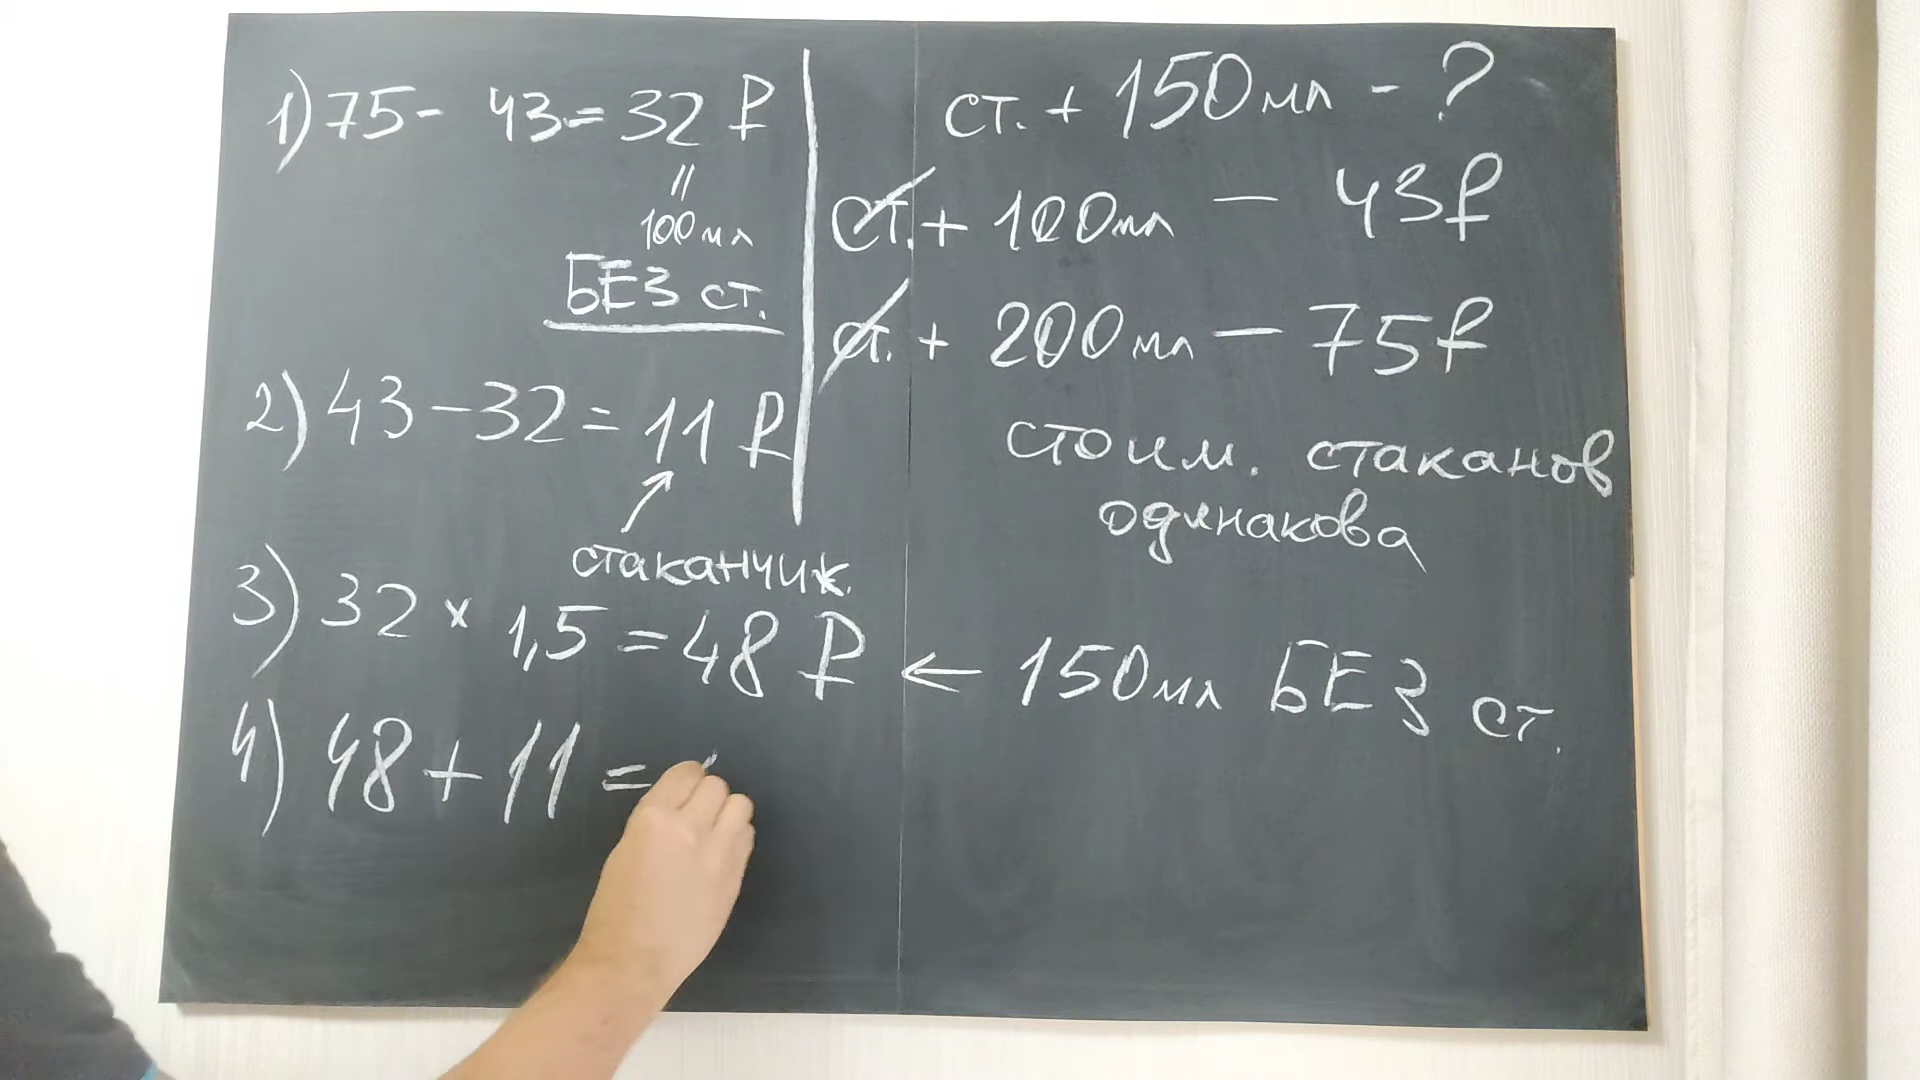 1) 75 - 43 = 32 ₽
=
100 мл
БЕЗ ст.
2) 43 - 32 = 11 ₽
стаканчик.
3) 32 × 1,5 = 48 ₽ ← 150 мл БЕЗ ст.
4) 48 + 11 =
ст. + 150 мл - ?
ст. + 100 мл - 43 ₽
ст. + 200 мл - 75 ₽
стоим. стаканов
одинакова